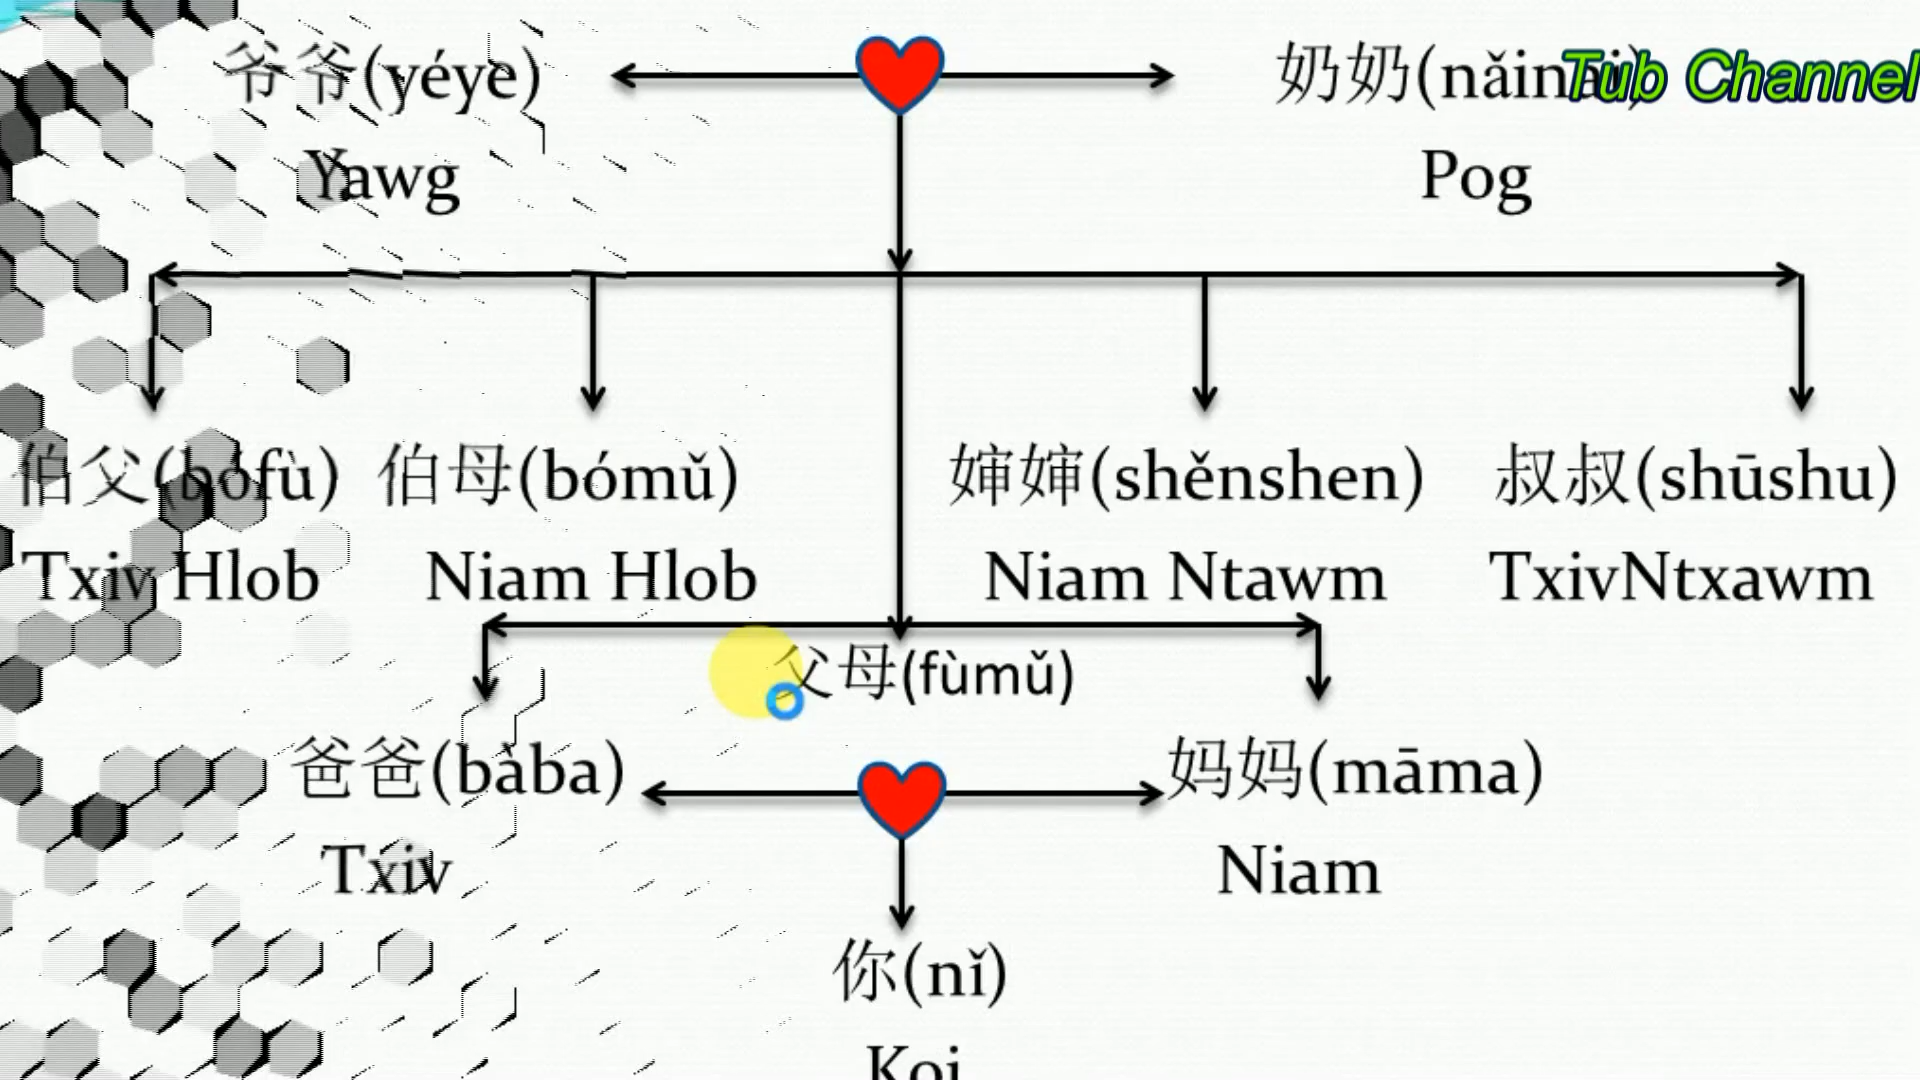 爷爷(yéye) 奶奶(nǎinai)
Tub Channel
Yawg Pog
伯父(bófù) 伯母(bómǔ) 婶婶(shěnshen) 叔叔(shūshu)
Txiv Hlob Niam Hlob Niam Ntawm TxivNtxawm
父母(fùmǔ)
爸爸(bàba) 妈妈(māma)
Txiv Niam
你(nǐ)
Koj